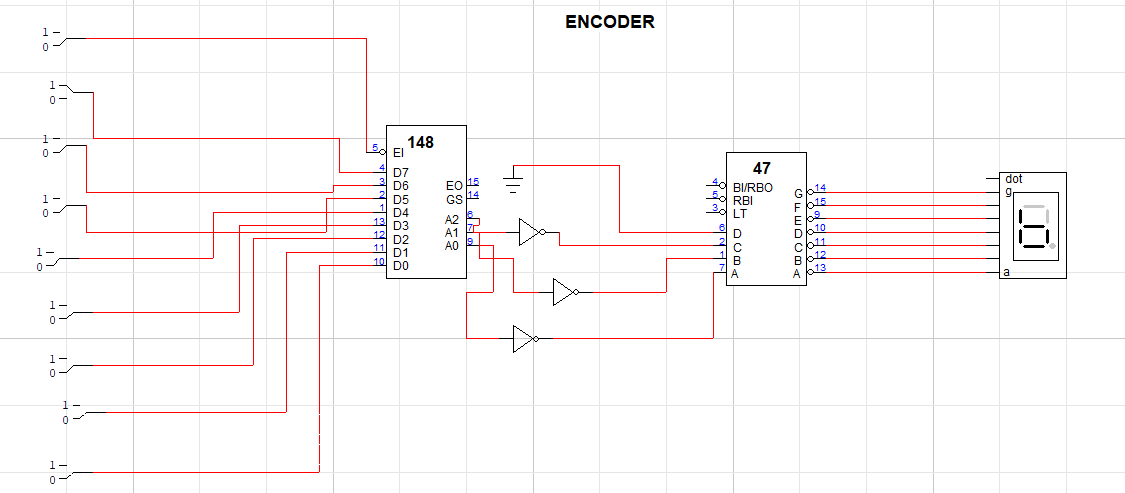 ENCODER
1
0
1
0
1
0
1
0
1
0
1
0
1
0
1
0
1
0
148
5 EI
4 D7
3 D6
2 D5
1 D4
13 D3
12 D2
11 D1
10 D0
EO 15
GS 14
A2 6
A1 7
A0 9
47
4 BI/RBO
5 RBI
3 LT
6 D
2 C
1 B
7 A
G 14
F 15
E 9
D 10
C 11
B 12
A 13
dot
g
a